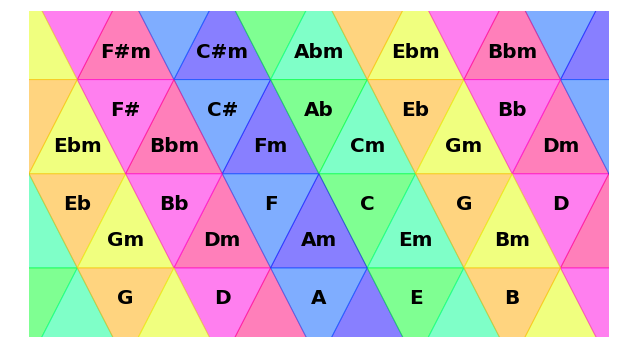 F#m C#m Abm Ebm Bbm
F# C# Ab Eb Bb
Ebm Bbm Fm Cm Gm Dm
Eb Bb F C G D
Gm Dm Am Em Bm
G D A E B